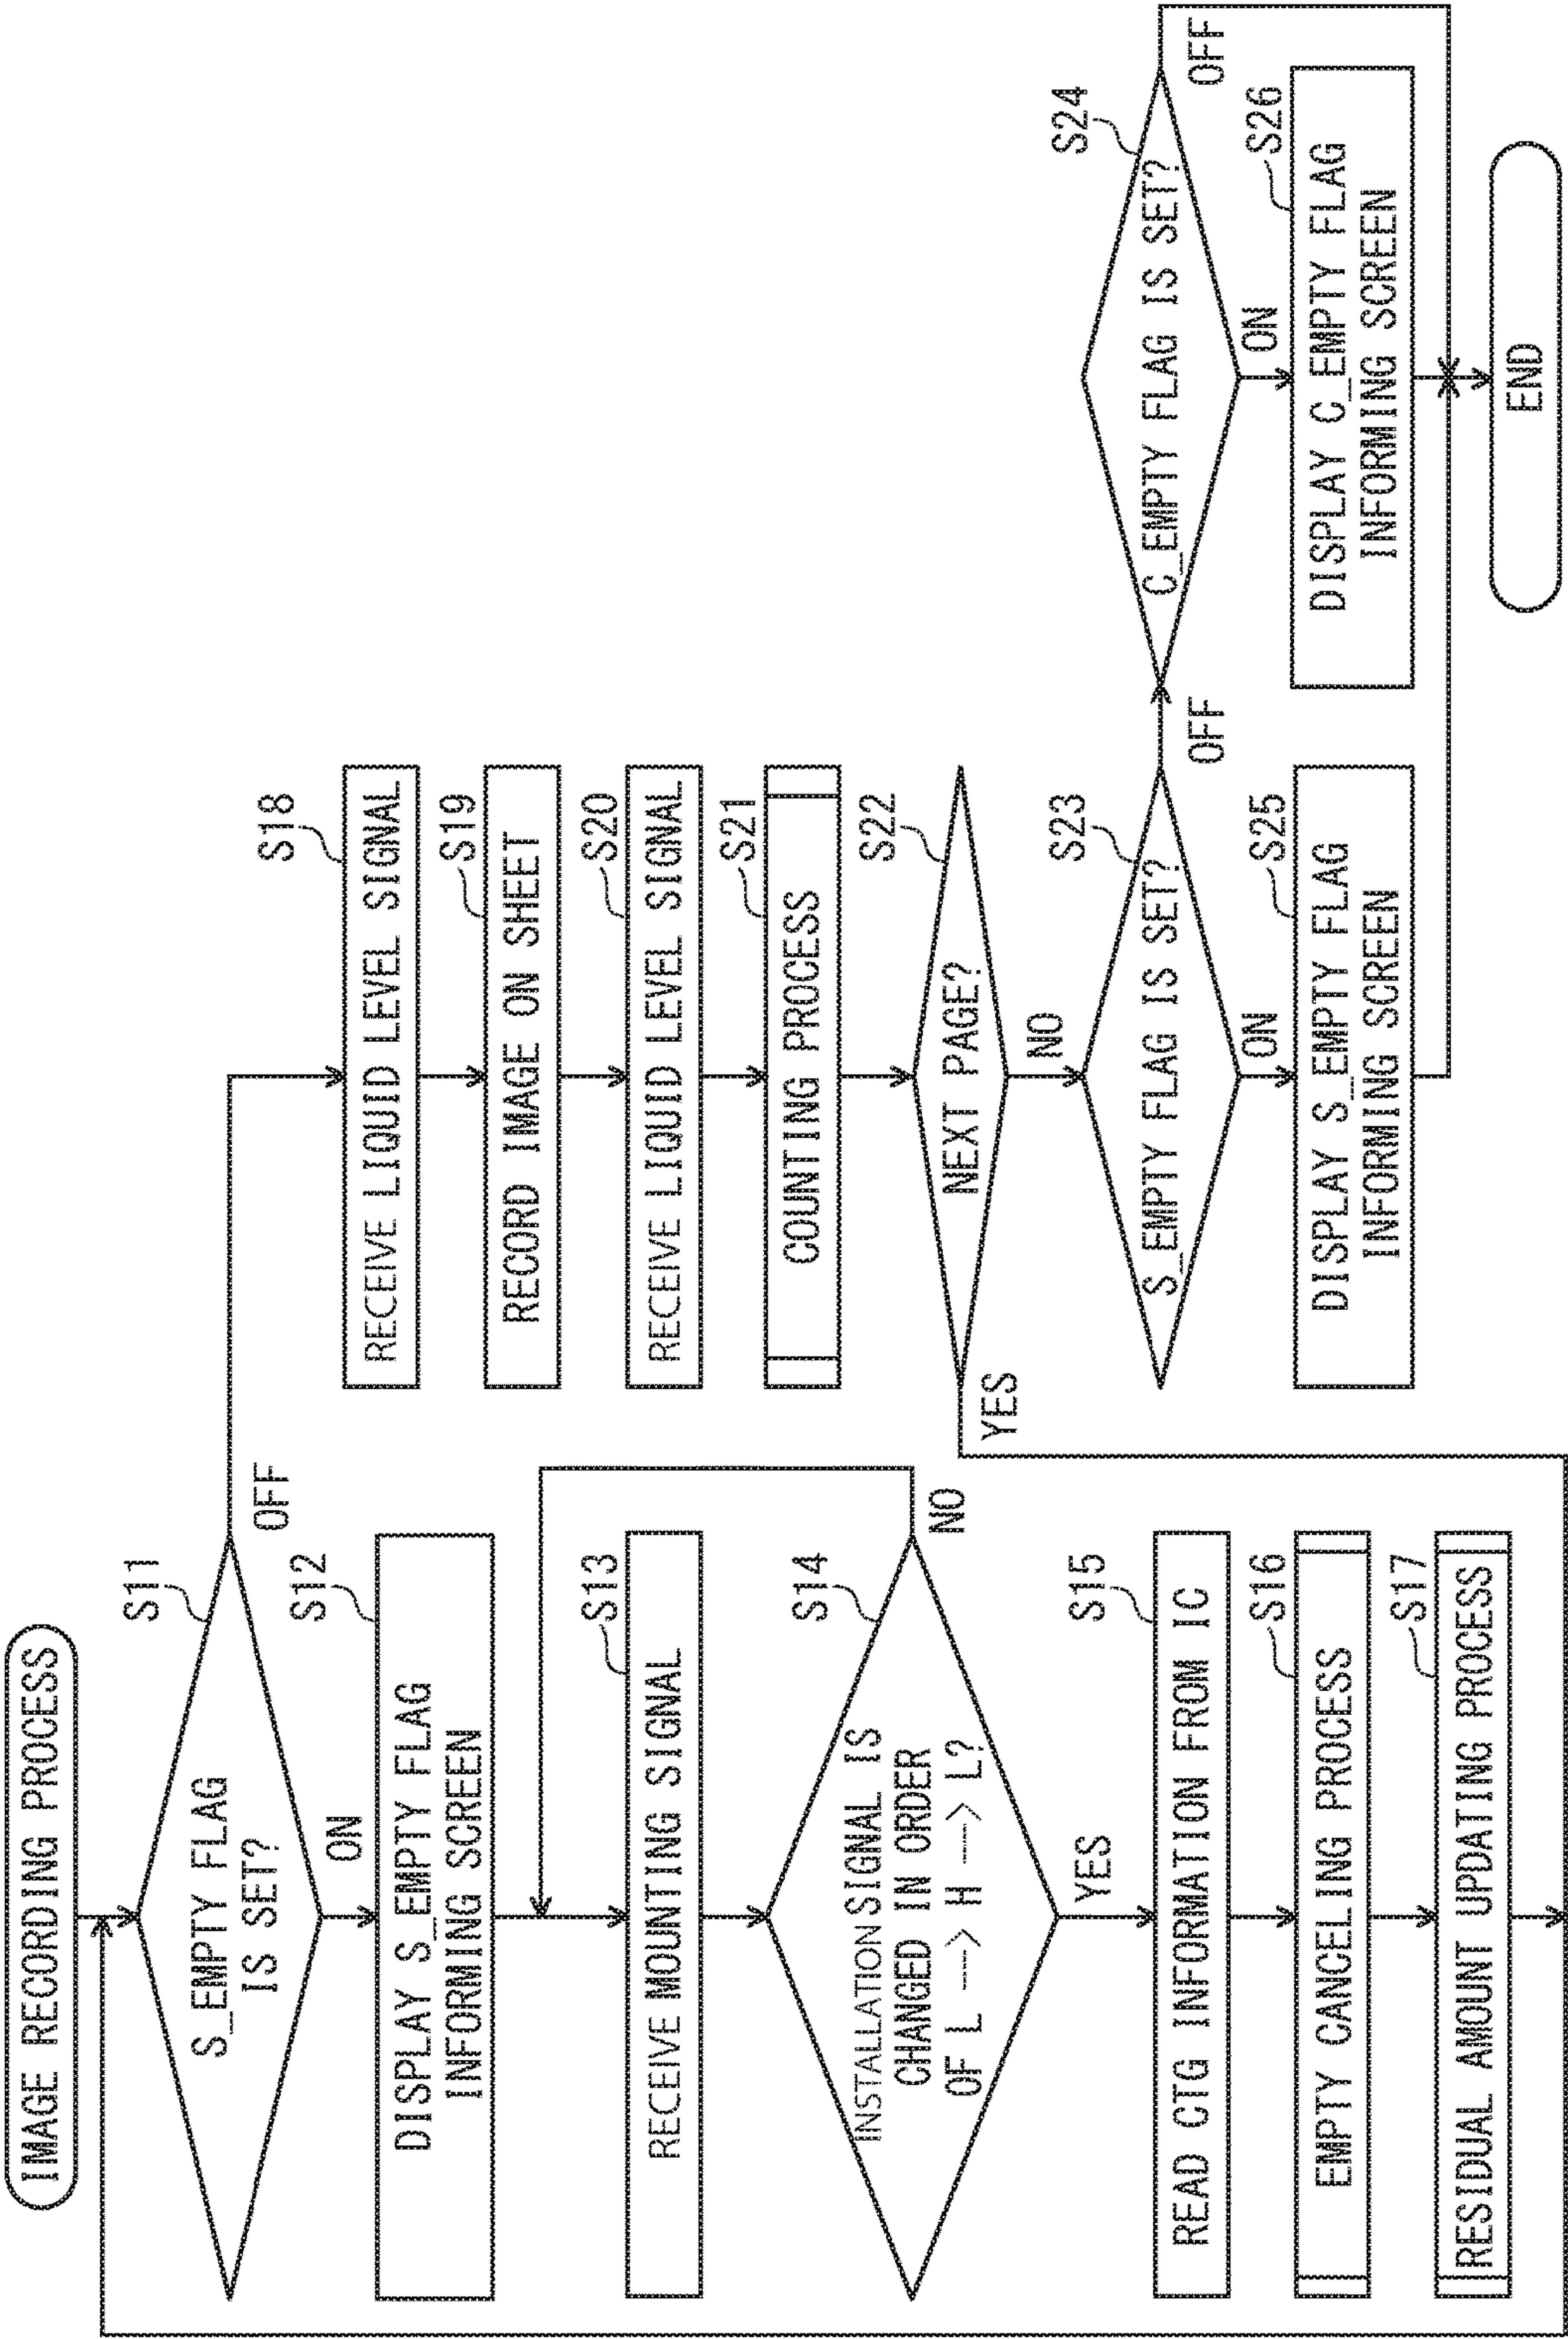 IMAGE RECORDING PROCESS
S11
S_EMPTY FLAG
IS SET?
OFF
ON
S12
DISPLAY S_EMPTY FLAG
INFORMING SCREEN
S13
RECEIVE MOUNTING SIGNAL
S14
INSTALLATION SIGNAL IS
CHANGED IN ORDER
OF L ---> H ---> L?
NO
YES
S15
READ CTG INFORMATION FROM IC
S16
EMPTY CANCELING PROCESS
S17
RESIDUAL AMOUNT UPDATING PROCESS
S18
RECEIVE LIQUID LEVEL SIGNAL
S19
RECORD IMAGE ON SHEET
S20
RECEIVE LIQUID LEVEL SIGNAL
S21
COUNTING PROCESS
S22
NEXT PAGE?
YES
NO
S23
S_EMPTY FLAG IS SET?
OFF
ON
S25
DISPLAY S_EMPTY FLAG
INFORMING SCREEN
S24
C_EMPTY FLAG IS SET?
OFF
ON
S26
DISPLAY C_EMPTY FLAG
INFORMING SCREEN
END